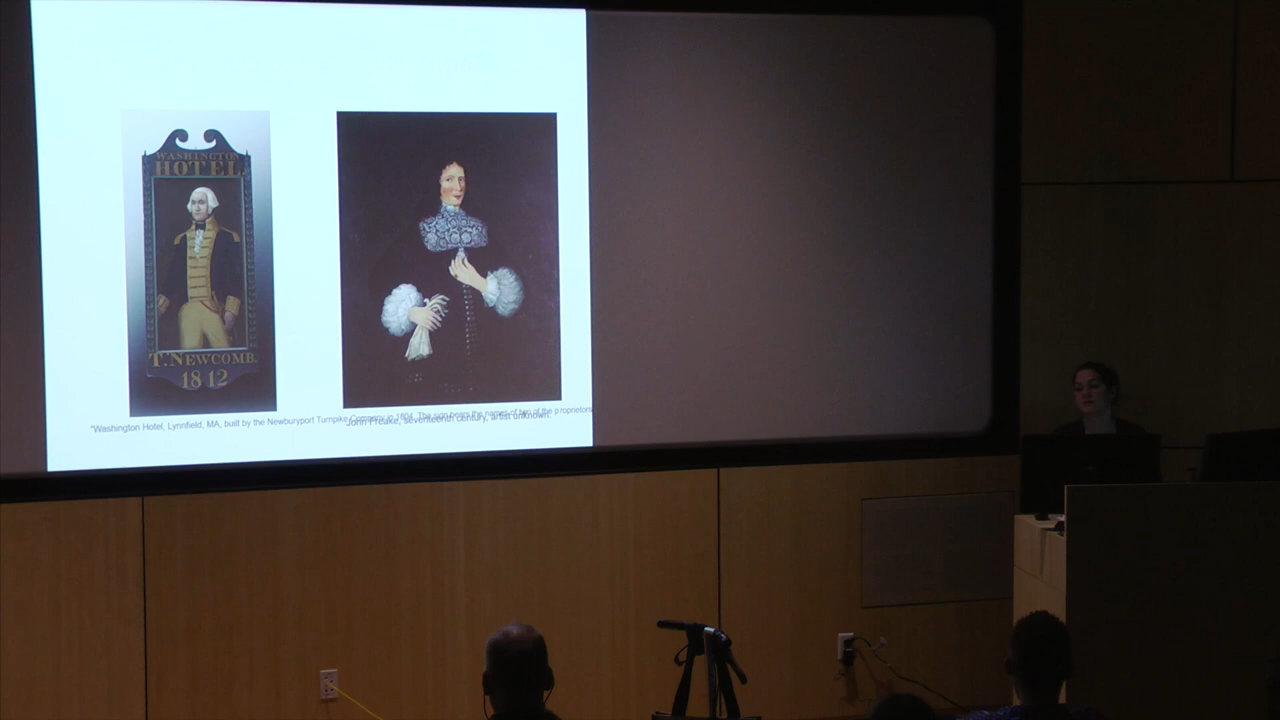 WASHINGTON
HOTEL.
T. NEWCOMB.
1812
"Washington Hotel, Lynnfield, MA, built by the Newburyport Turnpike Company in 1804. The sign bears the names of two of the proprietors
John Freake, seventeenth century, artist unknown.